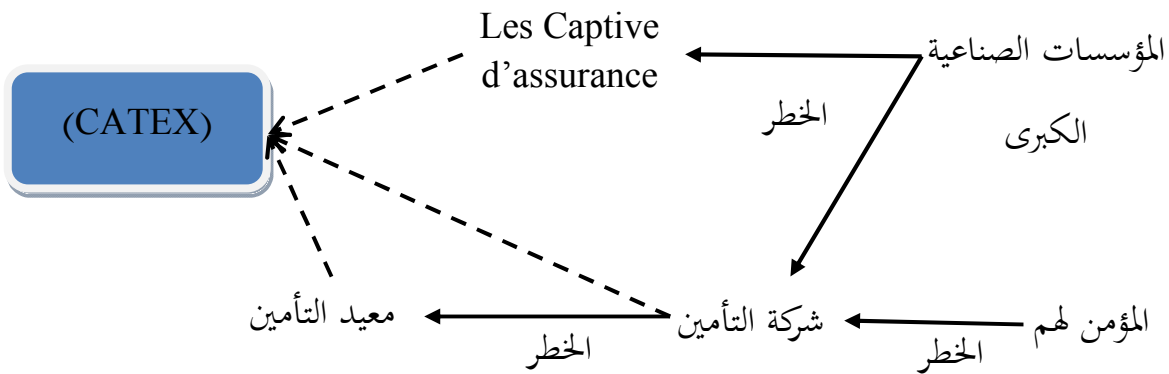 Les Captive
d'assurance
المؤسسات الصناعية
الكبرى
(CATEX)
الخطر
معيد التأمين
شركة التأمين
المؤمن لهم
الخطر
الخطر